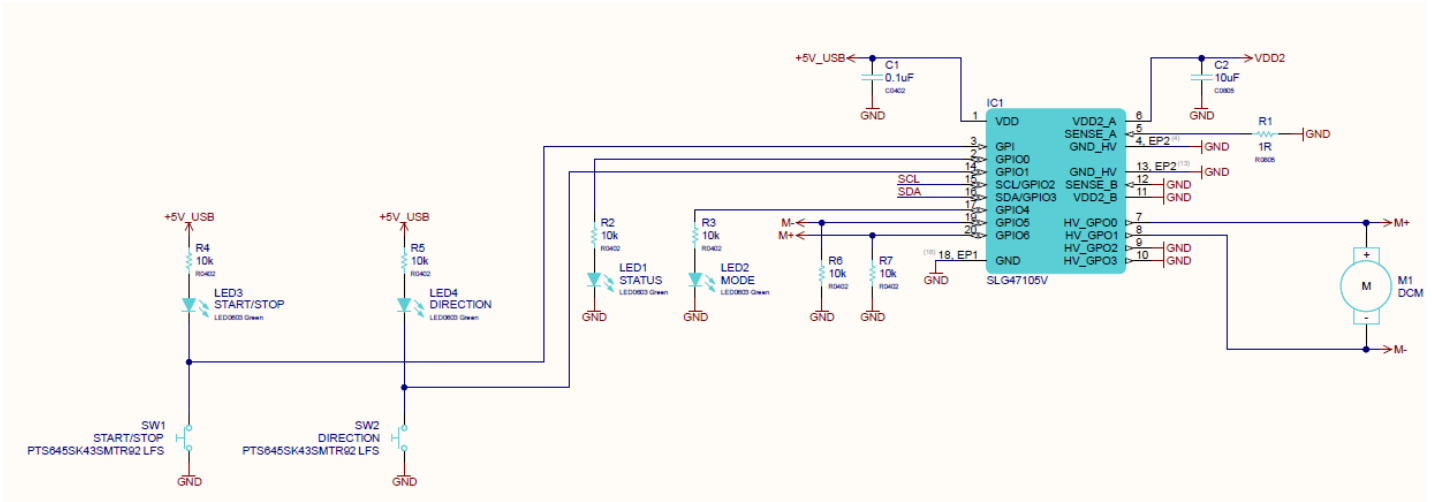 +5V_USB
C1
0.1uF
C0402
GND
C2
10uF
C0805
VDD2
GND
IC1
1
VDD
VDD2_A
6
SENSE_A
5
R1
1R
R0805
GND
3
GPI
GND_HV
4, EP2 (4)
GND
2
GPIO0
14
GPIO1
GND_HV
13, EP2 (13)
GND
SCL
15
SCL/GPIO2
SENSE_B
12
GND
SDA
16
SDA/GPIO3
VDD2_B
11
GND
17
GPIO4
M-
19
GPIO5
HV_GPO0
7
M+
M+
20
GPIO6
HV_GPO1
8
HV_GPO2
9
GND
(18)
18, EP1
GND
HV_GPO3
10
GND
GND
SLG47105V
+5V_USB
R4
10k
R0402
LED3
START/STOP
LED0603 Green
+5V_USB
R5
10k
R0402
LED4
DIRECTION
LED0603 Green
R2
10k
R0402
LED1
STATUS
LED0603 Green
GND
R3
10k
R0402
LED2
MODE
LED0603 Green
GND
R6
10k
R0402
GND
R7
10k
R0402
GND
+
M
-
M1
DCM
M-
SW1
START/STOP
PTS645SK43SMTR92 LFS
GND
SW2
DIRECTION
PTS645SK43SMTR92 LFS
GND